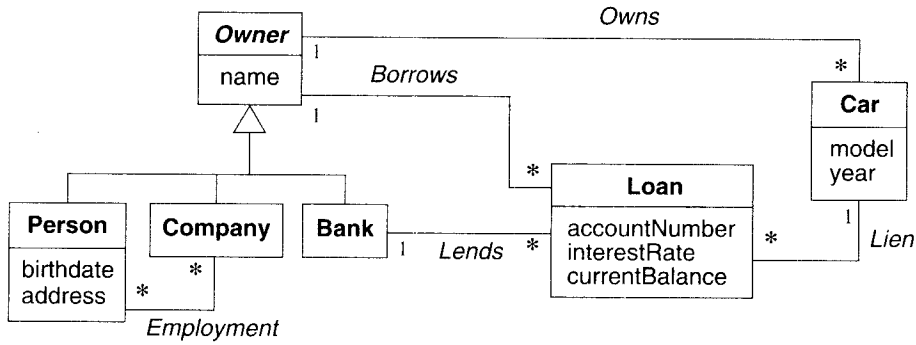 Owns
Owner
1
name
Borrows
*
1
Car
model
year
*
Loan
1
Person
Company
Bank
accountNumber
interestRate
currentBalance
*
Lien
1
Lends
*
birthdate
address
*
*
Employment